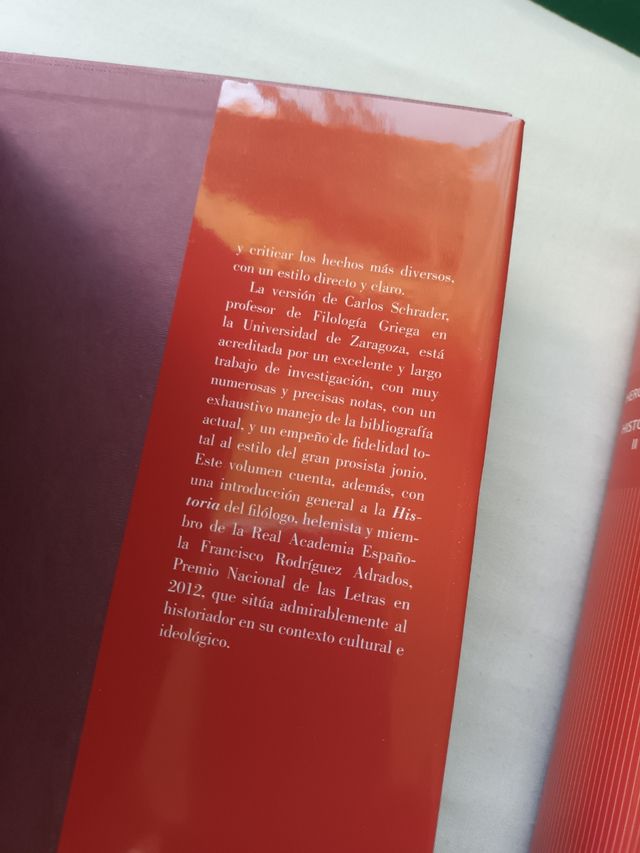 y criticar los hechos más diversos,
con un estilo directo y claro.
La versión de Carlos Schrader,
profesor de Filología Griega en
la Universidad de Zaragoza, está
acreditada por un excelente y largo
trabajo de investigación, con muy
numerosas y precisas notas, con un
exhaustivo manejo de la bibliografía
actual, y un empeño de fidelidad to-
tal al estilo del gran prosista jonio.
Este volumen cuenta, además, con
una introducción general a la His-
toria del filólogo, helenista y miem-
bro de la Real Academia Españo-
la Francisco Rodríguez Adrados,
Premio Nacional de las Letras en
2012, que sitúa admirablemente al
historiador en su contexto cultural e
ideológico.